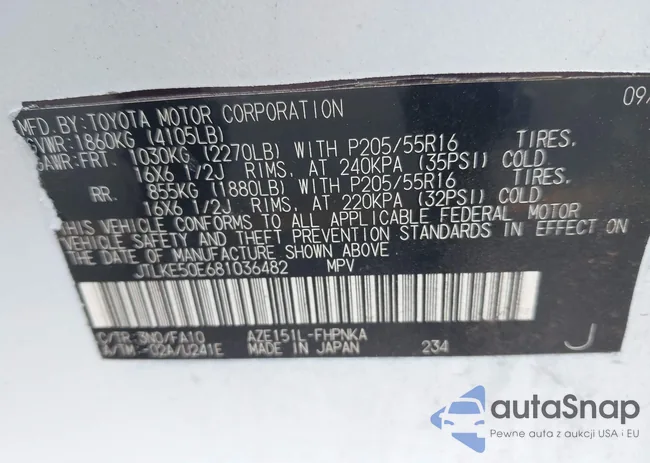 MFD. BY: TOYOTA MOTOR CORPORATION 09/
GVWR: 1860KG (4105LB)
GAWR: FRT. 1030KG (2270LB) WITH P205/55R16 TIRES,
16X6 1/2J RIMS, AT 240KPA (35PSI) COLD.
RR. 855KG (1880LB) WITH P205/55R16 TIRES,
16X6 1/2J RIMS, AT 220KPA (32PSI) COLD.
THIS VEHICLE CONFORMS TO ALL APPLICABLE FEDERAL MOTOR
VEHICLE SAFETY AND THEFT PREVENTION STANDARDS IN EFFECT ON
THE DATE OF MANUFACTURE SHOWN ABOVE.
JTLKE50E681036482 MPV
C/TR: 3N0/FA10 AZE151L-FHPNKA
A/TM: -02A/U241E MADE IN JAPAN 234 J
autaSnap
Pewne auta z aukcji USA i EU